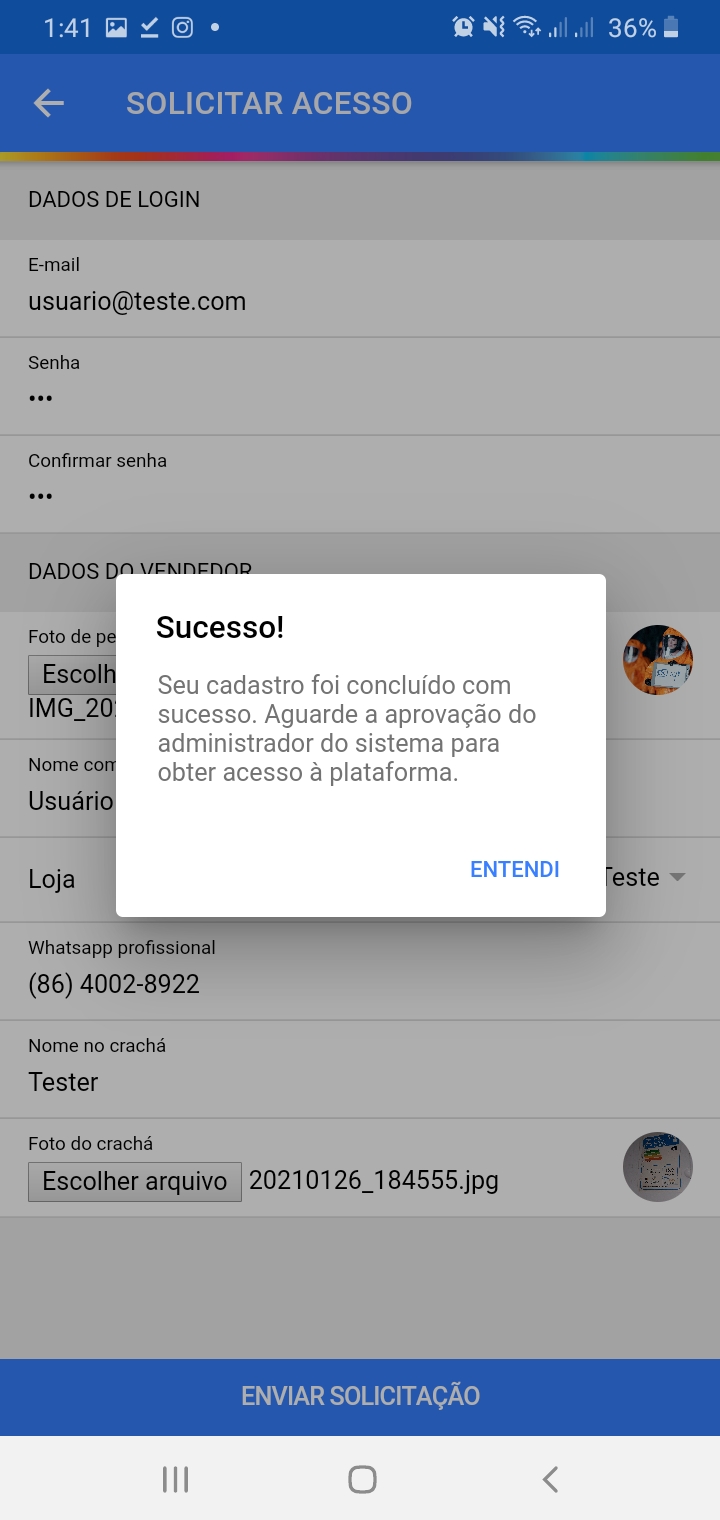 1:41
36%
SOLICITAR ACESSO
DADOS DE LOGIN
E-mail
usuario@teste.com
Senha
•••
Confirmar senha
•••
DADOS DO VENDEDOR
Foto de pe
Escolh
IMG_20
Sucesso!
Seu cadastro foi concluído com
sucesso. Aguarde a aprovação do
administrador do sistema para
obter acesso à plataforma.
ENTENDI
Nome com
Usuário
Loja
Teste
Whatsapp profissional
(86) 4002-8922
Nome no crachá
Tester
Foto do crachá
Escolher arquivo 20210126_184555.jpg
ENVIAR SOLICITAÇÃO